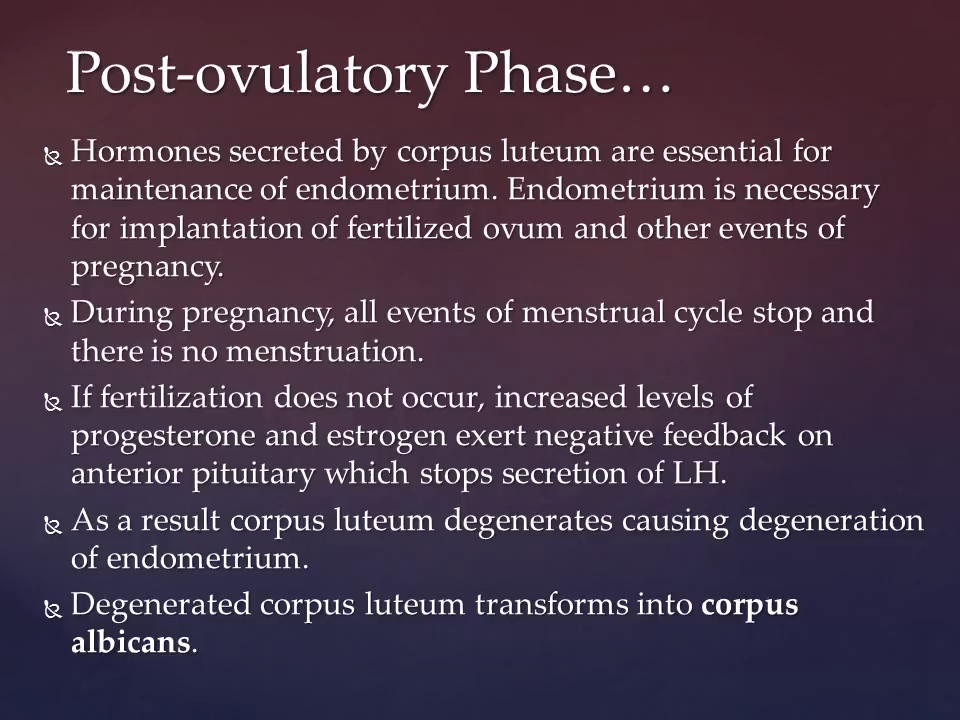 Post-ovulatory Phase…
Hormones secreted by corpus luteum are essential for
maintenance of endometrium. Endometrium is necessary
for implantation of fertilized ovum and other events of
pregnancy.
During pregnancy, all events of menstrual cycle stop and
there is no menstruation.
If fertilization does not occur, increased levels of
progesterone and estrogen exert negative feedback on
anterior pituitary which stops secretion of LH.
As a result corpus luteum degenerates causing degeneration
of endometrium.
Degenerated corpus luteum transforms into corpus
albicans.